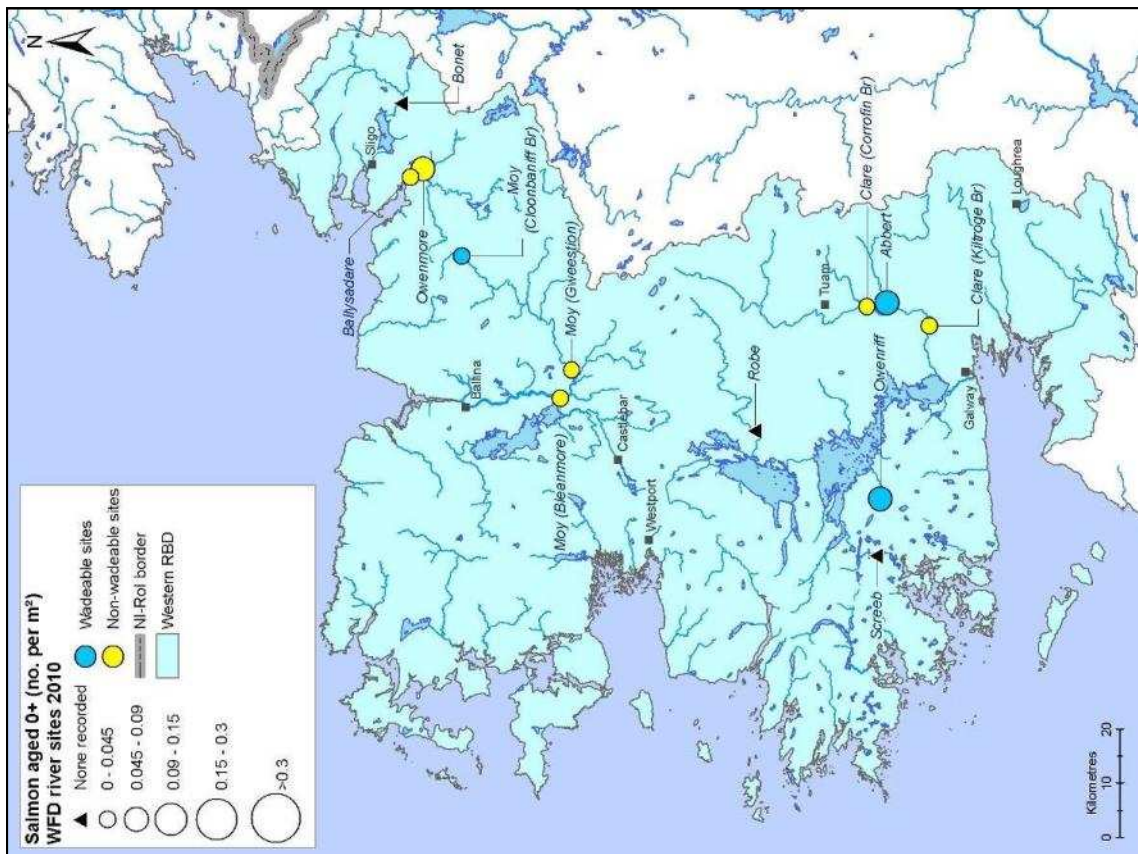 Salmon aged 0+ (no. per m²)
WFD river sites 2010
None recorded
0 - 0.045
0.045 - 0.09
0.09 - 0.15
0.15 - 0.3
>0.3
Wadeable sites
Non-wadeable sites
NI-RoI border
Western RBD
N
Bonet
Sligo
Ballysadare
Owenmore
Moy
(Cloonbaniff Br)
Ballina
Moy (Gweestion)
Moy (Bleanmore)
Castlebar
Westport
Robe
Tuam
Clare (Corrofin Br)
Abbert
Owenriff
Screeb
Clare (Kiltroge Br)
Galway
Loughrea
Kilometres
0 5 10 20